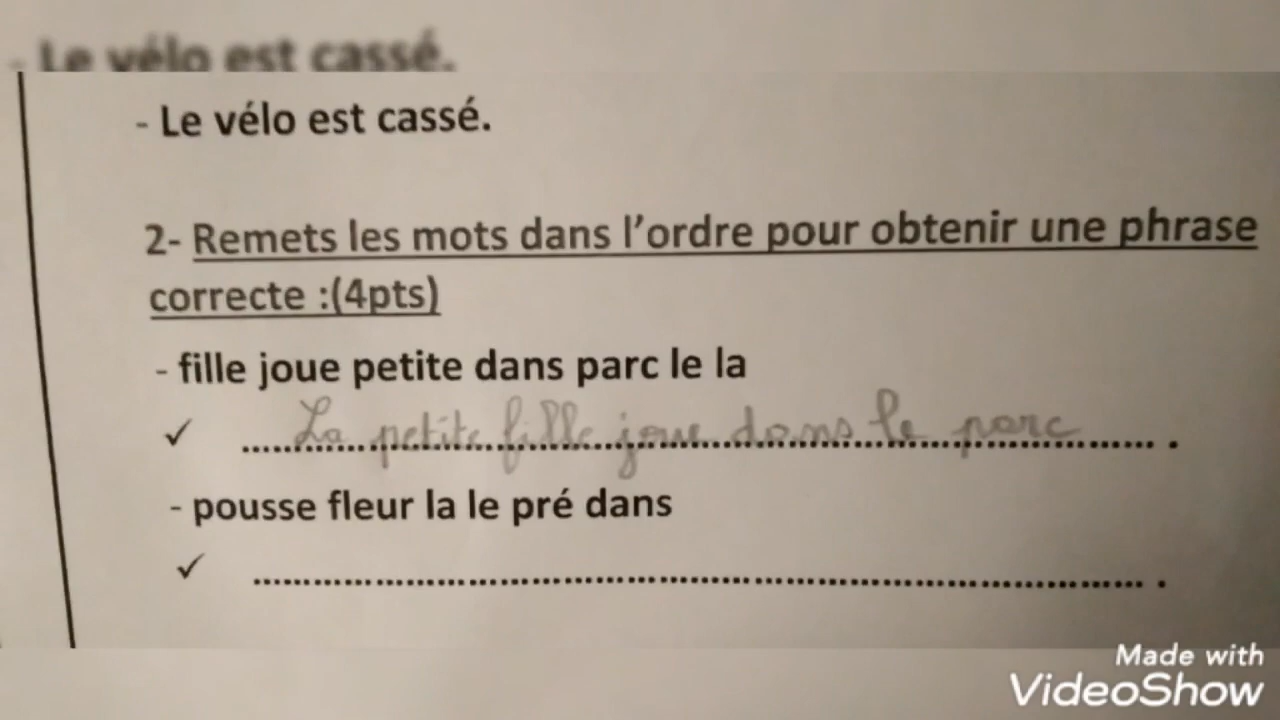 - Le vélo est cassé.
- Le vélo est cassé.
2- Remets les mots dans l'ordre pour obtenir une phrase
correcte :(4pts)
- fille joue petite dans parc le la
✓ La petite fille joue dans le parc .
- pousse fleur la le pré dans
✓ .......................................................... .
Made with
VideoShow